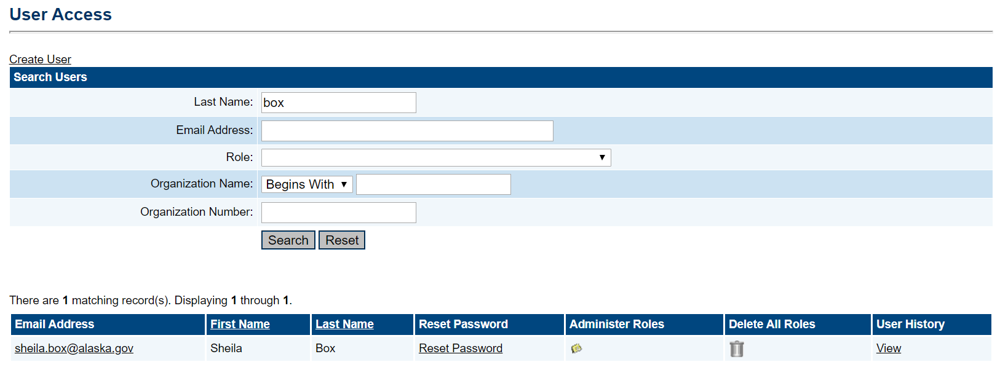 User Access
Create User
Search Users
Last Name: box
Email Address:
Role:
Organization Name: Begins With
Organization Number:
Search Reset
There are 1 matching record(s). Displaying 1 through 1.
Email Address First Name Last Name Reset Password Administer Roles Delete All Roles User History
sheila.box@alaska.gov Sheila Box Reset Password View